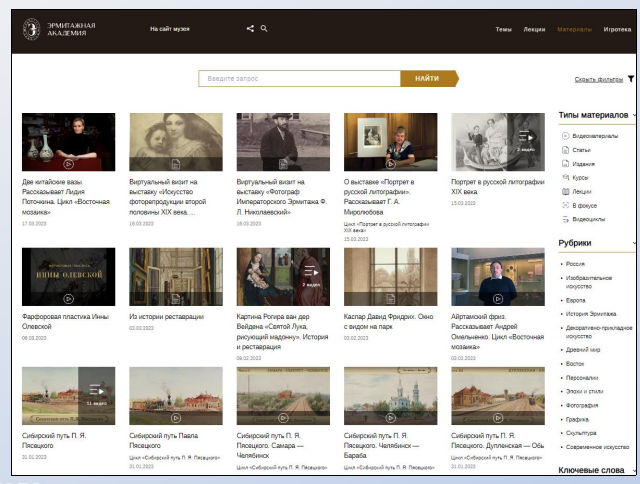 ЭРМИТАЖНАЯ
АКАДЕМИЯ
На сайт музея
Темы Лекции Материалы Игротека
Введите запрос
НАЙТИ
Скрыть фильтры
Две китайские вазы.
Рассказывает Лидия
Поточкина. Цикл «Восточная
мозаика»
17.03.2023
Виртуальный визит на
выставку «Искусство
фоторепродукции второй
половины XIX века....
16.03.2023
Виртуальный визит на
выставку «Фотограф
Императорского Эрмитажа Ф.
Л. Николаевский»
16.03.2023
О выставке «Портрет в
русской литографии».
Рассказывает Г. А.
Миролюбова
Цикл «Портрет в русской литографии
XIX века»
15.03.2023
2 видео
Портрет в русской литографии
XIX века
15.03.2023
ИННЫ ОЛЕВСКОЙ
Фарфоровая пластика Инны
Олевской
06.03.2023
Из истории реставрации
03.03.2023
2 видео
Картина Рогира ван дер
Вейдена «Святой Лука,
рисующий мадонну». История
и реставрация
09.02.2023
Каспар Давид Фридрих. Окно
с видом на парк
03.02.2023
Айртамский фриз.
Рассказывает Андрей
Омельченко. Цикл «Восточная
мозаика»
03.02.2023
11 видео
Сибирский путь П. Я.
Пясецкого
31.01.2023
Сибирский путь Павла
Пясецкого
Цикл «Сибирский путь П. Я. Пясецкого»
31.01.2023
Сибирский путь П. Я.
Пясецкого. Самара —
Челябинск
Цикл «Сибирский путь П. Я. Пясецкого»
Сибирский путь П. Я.
Пясецкого. Челябинск —
Бараба
Цикл «Сибирский путь П. Я. Пясецкого»
Сибирский путь П. Я.
Пясецкого. Дупленская — Обь
Цикл «Сибирский путь П. Я. Пясецкого»
31.01.2023
Типы материалов
Видеоматериалы
Статьи
Издания
Курсы
Лекции
В фокусе
Видеоциклы
Рубрики
• Россия
• Изобразительное
искусство
• Европа
• История Эрмитажа
• Декоративно-прикладное
искусство
• Древний мир
• Восток
• Персоналии
• Эпохи и стили
• Фотография
• Графика
• Скульптура
• Современное искусство
Ключевые слова